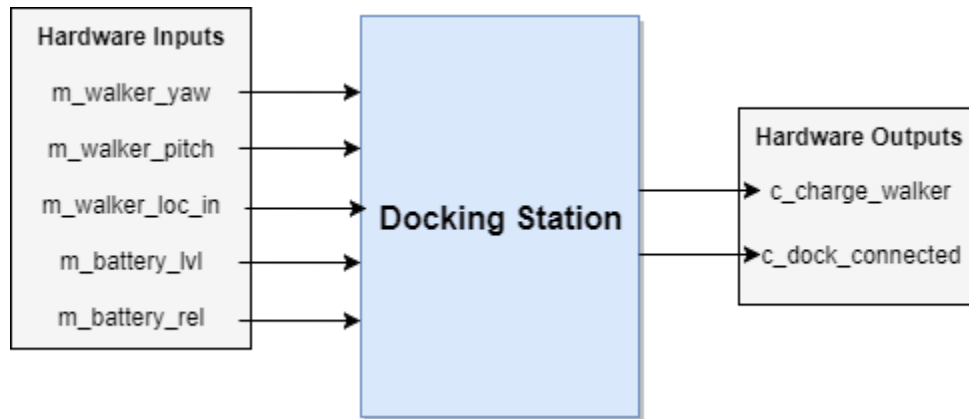 Hardware Inputs
m_walker_yaw
m_walker_pitch
m_walker_loc_in
m_battery_lvl
m_battery_rel
Docking Station
Hardware Outputs
c_charge_walker
c_dock_connected